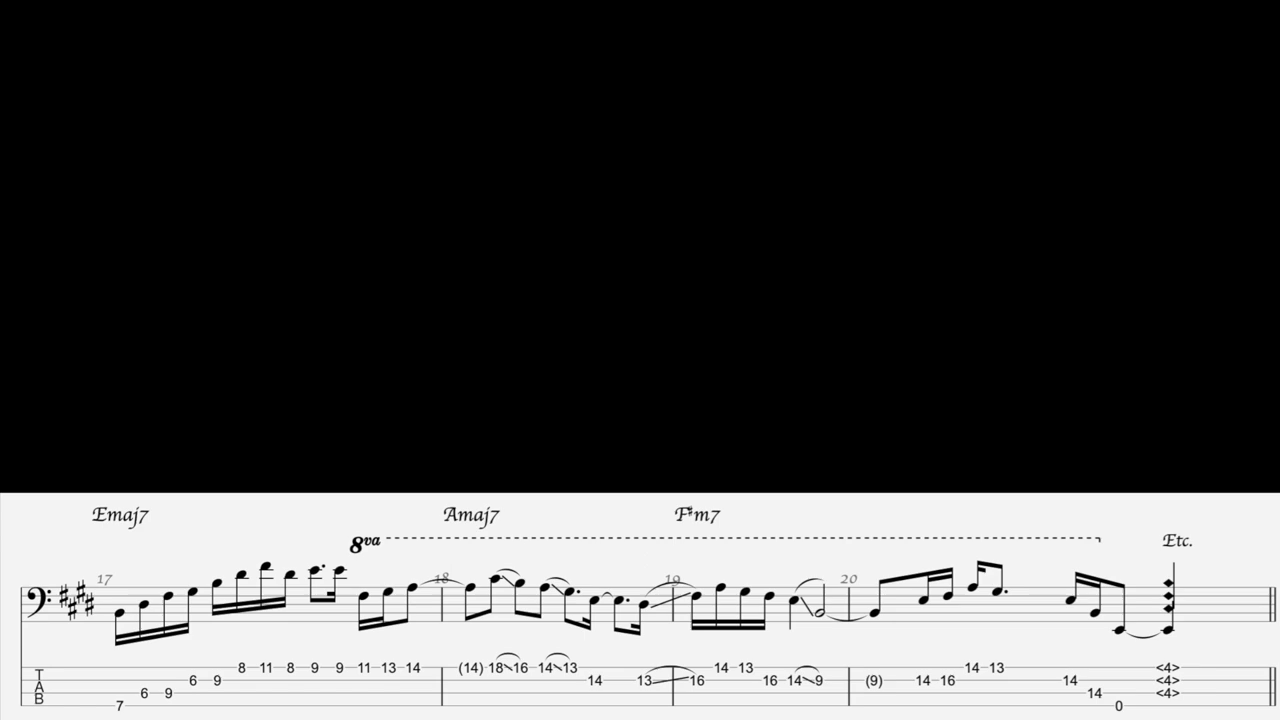 Emaj7 Amaj7 F♯m7
8va Etc.
17 18 19 20
8 11 8 9 9 11 13 14 (14) 18 16 14 13 14 13 (9) 14 13 <4>
T 6 9 14 13 16 16 14 9 14 16 14 <4>
A 6 9 14 <4>
B 7 0